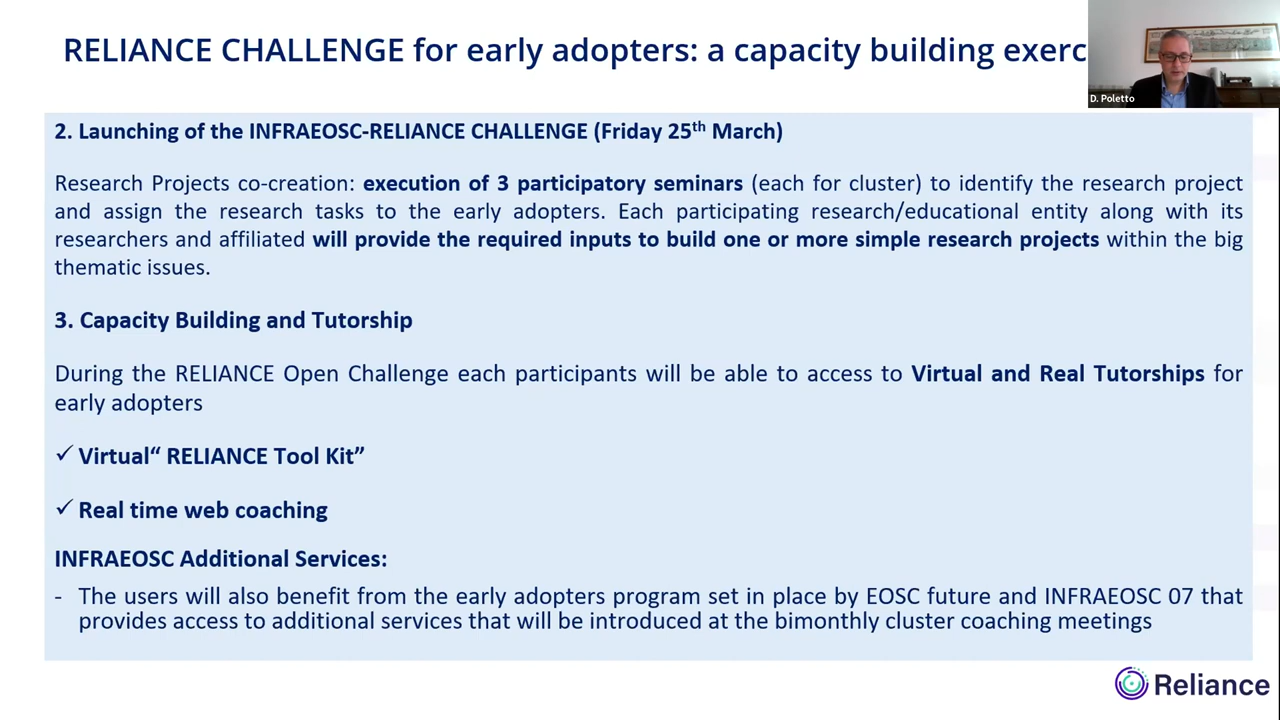 RELIANCE CHALLENGE for early adopters: a capacity building exerc
D. Poletto
2. Launching of the INFRAEOSC-RELIANCE CHALLENGE (Friday 25th March)
Research Projects co-creation: execution of 3 participatory seminars (each for cluster) to identify the research project
and assign the research tasks to the early adopters. Each participating research/educational entity along with its
researchers and affiliated will provide the required inputs to build one or more simple research projects within the big
thematic issues.
3. Capacity Building and Tutorship
During the RELIANCE Open Challenge each participants will be able to access to Virtual and Real Tutorships for
early adopters
✓ Virtual“ RELIANCE Tool Kit”
✓ Real time web coaching
INFRAEOSC Additional Services:
- The users will also benefit from the early adopters program set in place by EOSC future and INFRAEOSC 07 that
provides access to additional services that will be introduced at the bimonthly cluster coaching meetings
Reliance